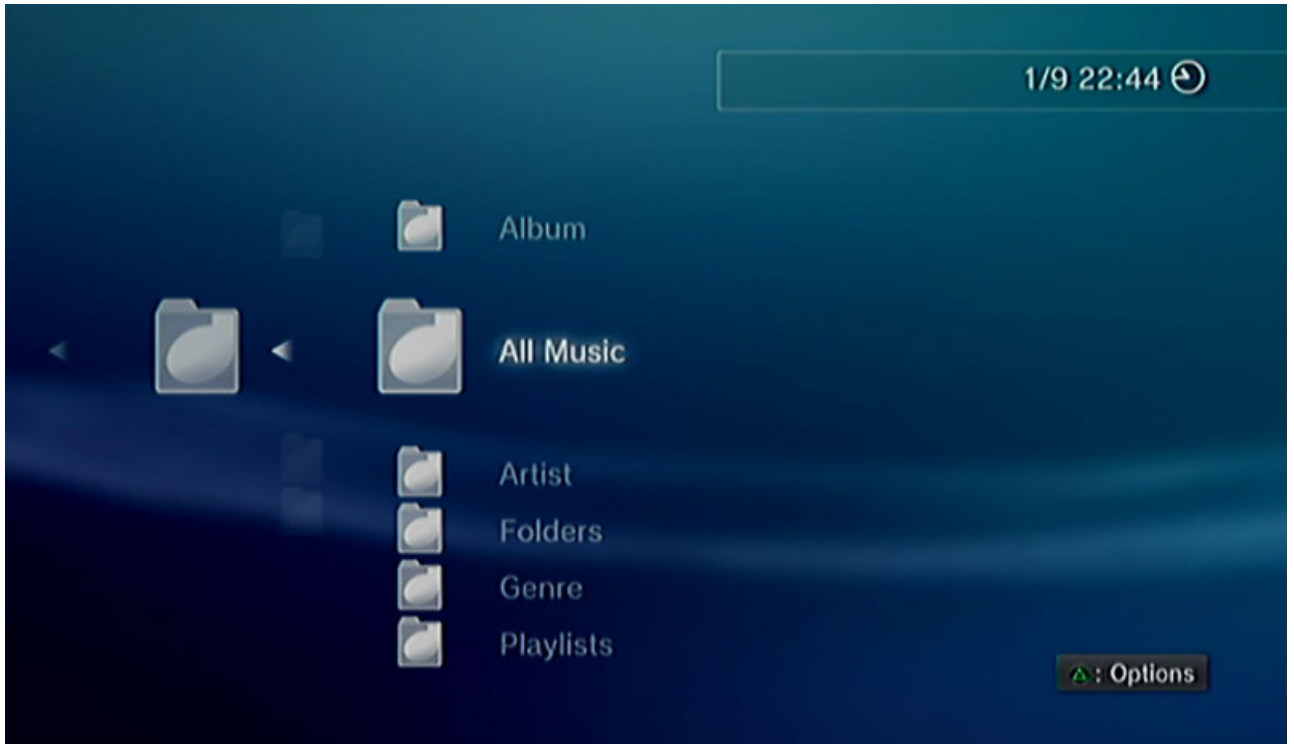 1/9 22:44
Album
All Music
Artist
Folders
Genre
Playlists
: Options